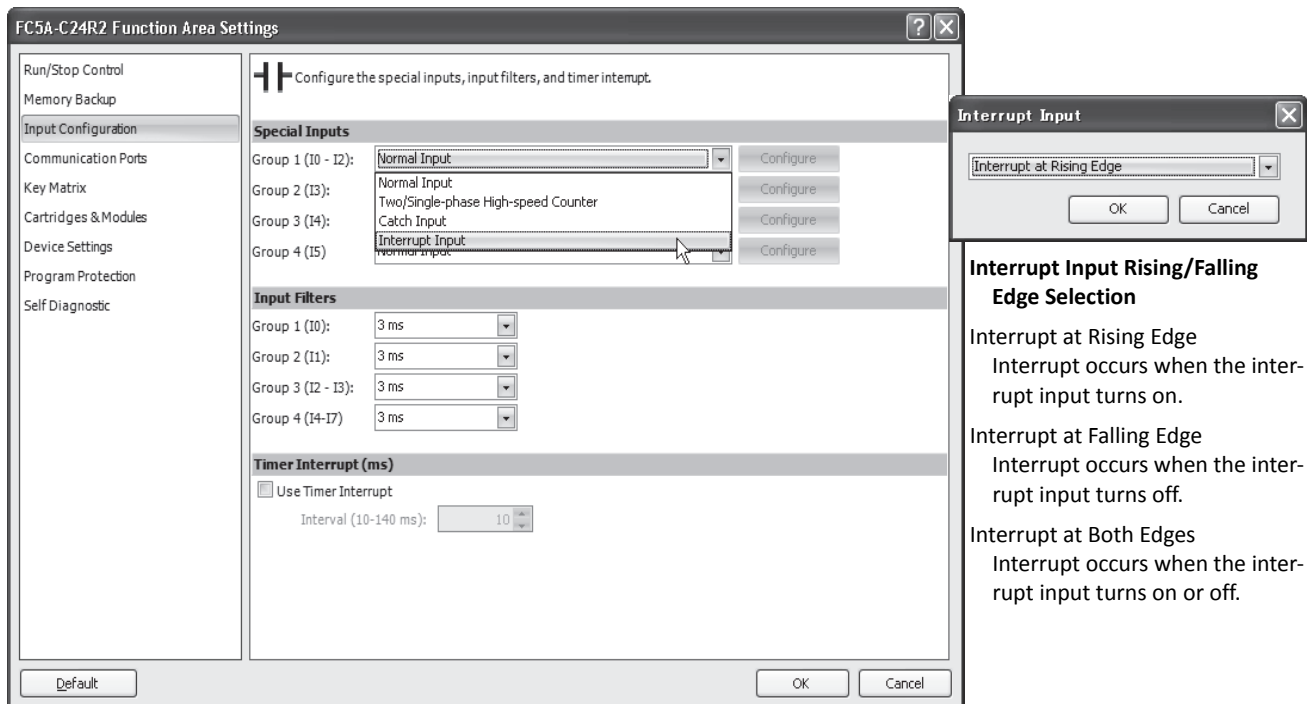 FC5A-C24R2 Function Area Settings
Run/Stop Control
Memory Backup
Input Configuration
Communication Ports
Key Matrix
Cartridges & Modules
Device Settings
Program Protection
Self Diagnostic
Configure the special inputs, input filters, and timer interrupt.
Special Inputs
Group 1 (I0 - I2): Normal Input Configure
Normal Input
Group 2 (I3): Configure
Two/Single-phase High-speed Counter
Group 3 (I4): Catch Input Configure
Interrupt Input
Group 4 (I5) Normal Input Configure
Input Filters
Group 1 (I0): 3 ms
Group 2 (I1): 3 ms
Group 3 (I2 - I3): 3 ms
Group 4 (I4-I7) 3 ms
Timer Interrupt (ms)
Use Timer Interrupt
Interval (10-140 ms): 10
Default OK Cancel
Interrupt Input
Interrupt at Rising Edge
OK Cancel
Interrupt Input Rising/Falling
Edge Selection
Interrupt at Rising Edge
Interrupt occurs when the inter-
rupt input turns on.
Interrupt at Falling Edge
Interrupt occurs when the inter-
rupt input turns off.
Interrupt at Both Edges
Interrupt occurs when the inter-
rupt input turns on or off.